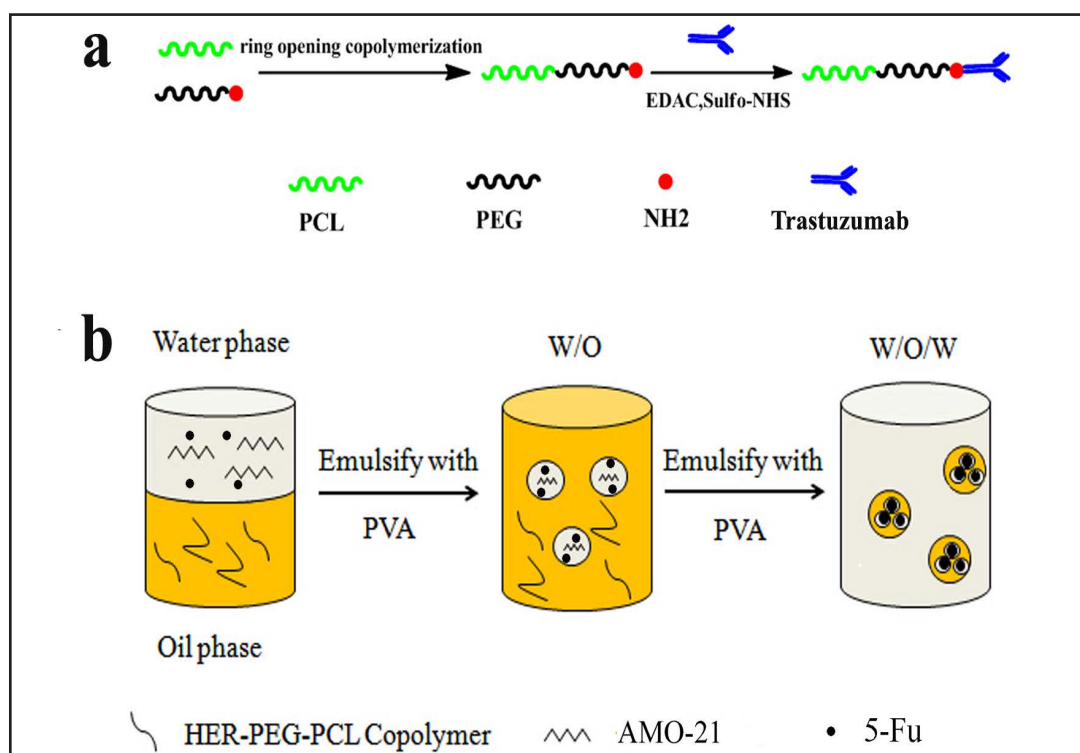 a
ring opening copolymerization
EDAC,Sulfo-NHS
PCL PEG NH2 Trastuzumab
b
Water phase W/O W/O/W
Emulsify with Emulsify with
PVA PVA
Oil phase
HER-PEG-PCL Copolymer AMO-21 5-Fu